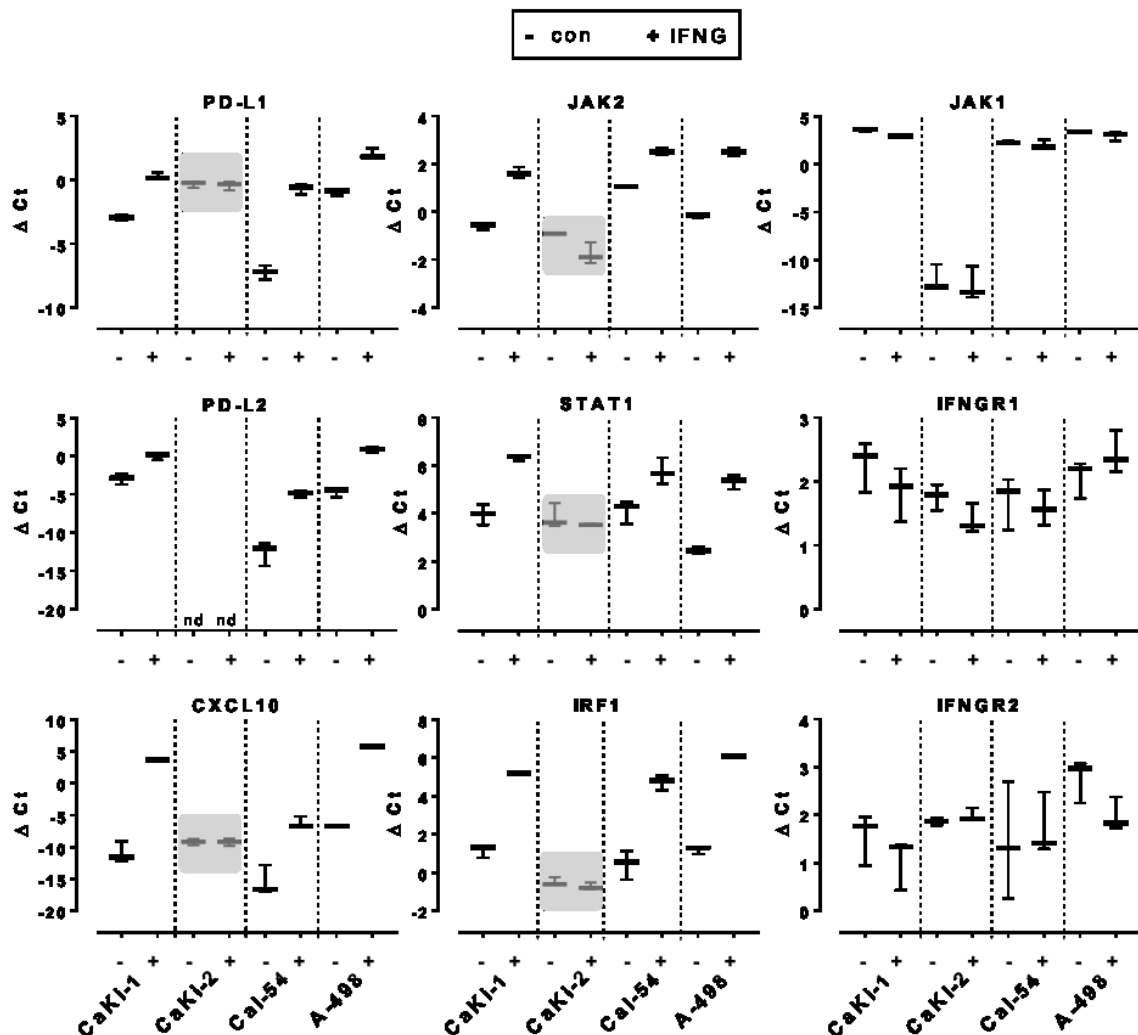 - con + IFNG
PD-L1 JAK2 JAK1
Δ Ct 5 0 -5 -10
Δ Ct 4 2 0 -2 -4
Δ Ct 5 0 -5 -10 -15
- + - + - + - + - + - + - + - + - + - + - + - +
PD-L2 STAT1 IFNGR1
Δ Ct 5 0 -5 -10 -15 -20
nd nd
Δ Ct 8 6 4 2 0
Δ Ct 3 2 1 0
- + - + - + - + - + - + - + - + - + - + - + - +
CXCL10 IRF1 IFNGR2
Δ Ct 10 5 0 -5 -10 -15 -20
Δ Ct 8 6 4 2 0 -2
Δ Ct 4 3 2 1 0
- + - + - + - + - + - + - + - + - + - + - + - +
CaKi-1 CaKi-2 Cal-54 A-498 CaKi-1 CaKi-2 Cal-54 A-498 CaKi-1 CaKi-2 Cal-54 A-498